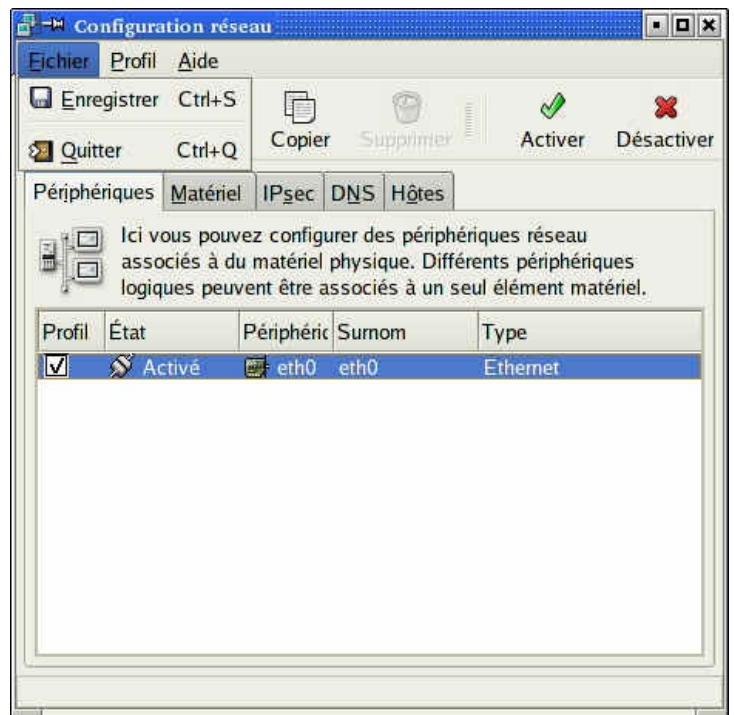 Configuration réseau
Fichier Profil Aide
Enregistrer Ctrl+S
Quitter Ctrl+Q
Copier Supprimer Activer Désactiver
Périphériques Matériel IPsec DNS Hôtes
Ici vous pouvez configurer des périphériques réseau
associés à du matériel physique. Différents périphériques
logiques peuvent être associés à un seul élément matériel.
Profil État Périphéric Surnom Type
Activé eth0 eth0 Ethernet